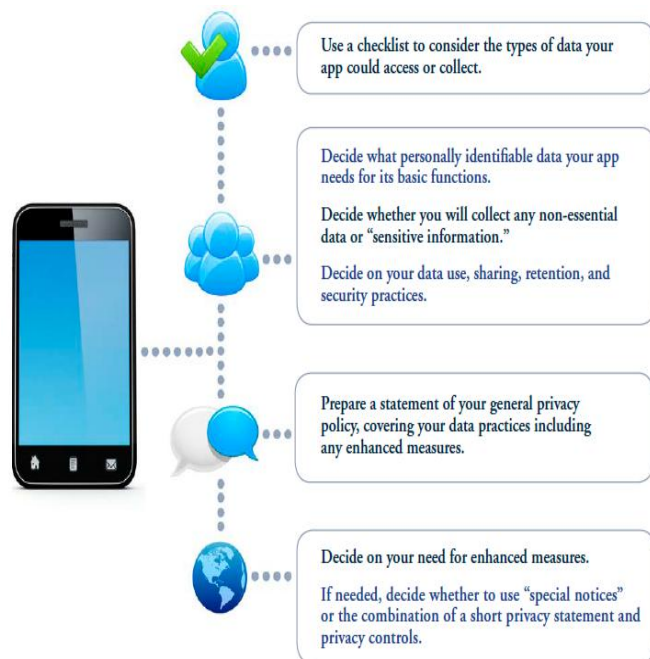 Use a checklist to consider the types of data your
app could access or collect.
Decide what personally identifiable data your app
needs for its basic functions.
Decide whether you will collect any non-essential
data or “sensitive information.”
Decide on your data use, sharing, retention, and
security practices.
Prepare a statement of your general privacy
policy, covering your data practices including
any enhanced measures.
Decide on your need for enhanced measures.
If needed, decide whether to use “special notices”
or the combination of a short privacy statement and
privacy controls.